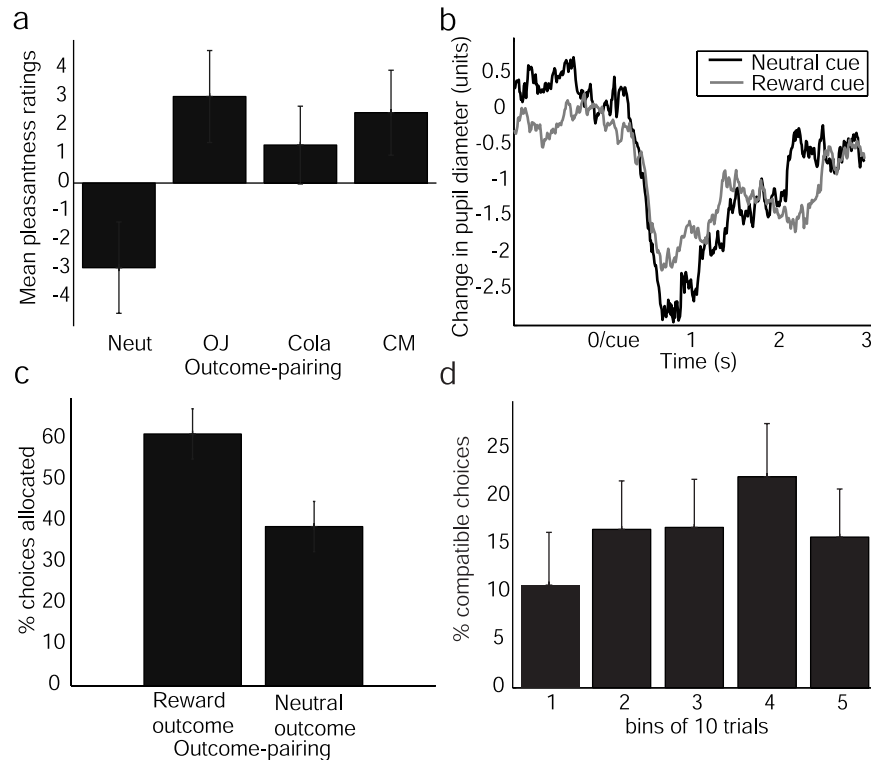 a
Mean pleasantness ratings
4
3
2
1
0
-1
-2
-3
-4
Neut OJ Cola CM
Outcome-pairing
b
Change in pupil diameter (units)
0.5
0
-0.5
-1
-1.5
-2
-2.5
Neutral cue
Reward cue
0/cue 1 2 3
Time (s)
c
% choices allocated
60
50
40
30
20
10
0
Reward outcome
Neutral outcome
Outcome-pairing
d
% compatible choices
25
20
15
10
5
0
1 2 3 4 5
bins of 10 trials